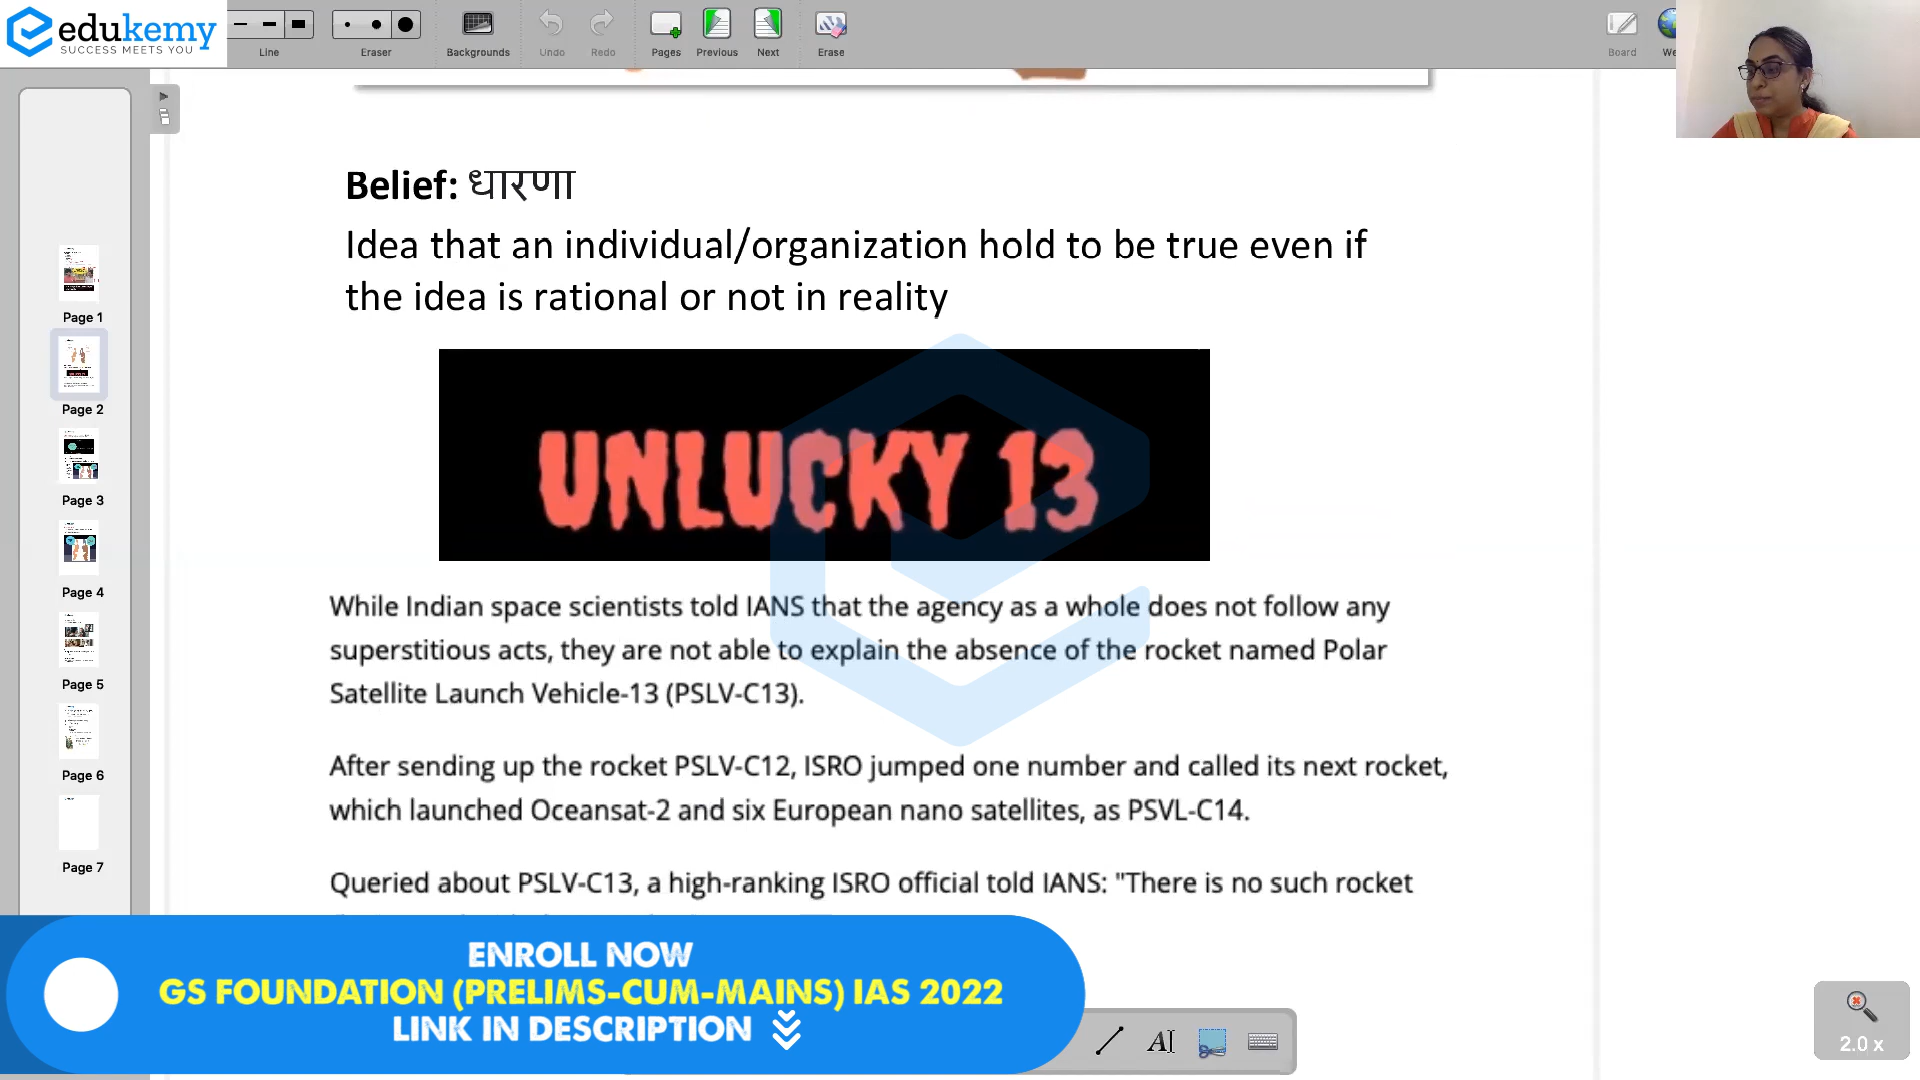 edukemy
SUCCESS MEETS YOU
Line
Eraser
Backgrounds
Undo
Redo
Pages
Previous
Next
Erase
Board
We
Belief: धारणा
Idea that an individual/organization hold to be true even if
the idea is rational or not in reality
UNLUCKY 13
While Indian space scientists told IANS that the agency as a whole does not follow any
superstitious acts, they are not able to explain the absence of the rocket named Polar
Satellite Launch Vehicle-13 (PSLV-C13).
After sending up the rocket PSLV-C12, ISRO jumped one number and called its next rocket,
which launched Oceansat-2 and six European nano satellites, as PSVL-C14.
Queried about PSLV-C13, a high-ranking ISRO official told IANS: "There is no such rocket
Page 1
Page 2
Page 3
Page 4
Page 5
Page 6
Page 7
ENROLL NOW
GS FOUNDATION (PRELIMS-CUM-MAINS) IAS 2022
LINK IN DESCRIPTION
AI
2.0 x